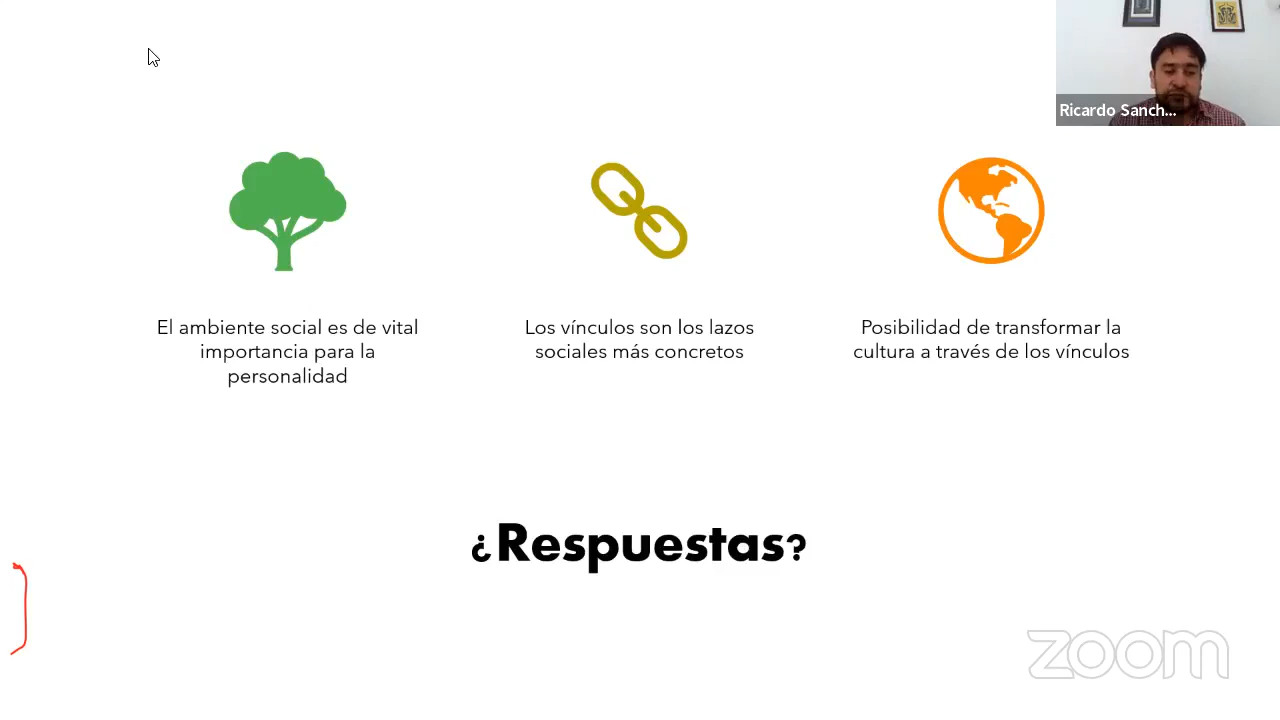 Ricardo Sanch...
El ambiente social es de vital
importancia para la
personalidad
Los vínculos son los lazos
sociales más concretos
Posibilidad de transformar la
cultura a través de los vínculos
¿Respuestas?
zoom